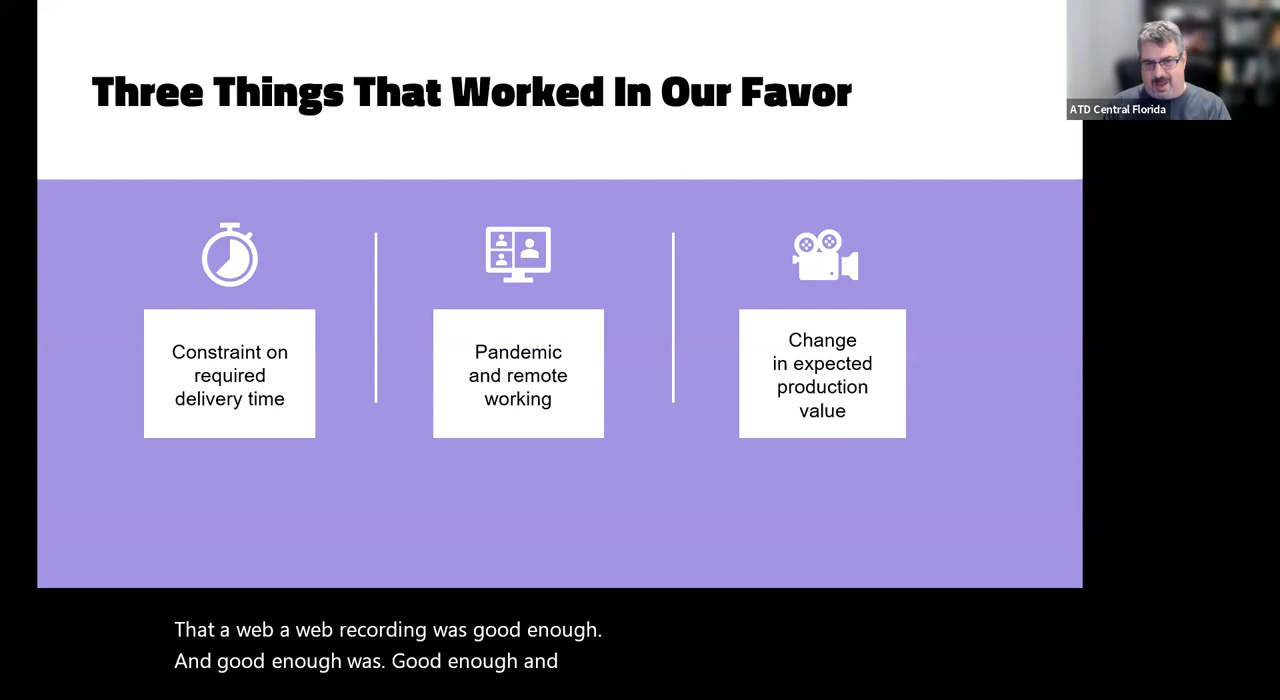 Three Things That Worked In Our Favor
ATD Central Florida
Constraint on
required
delivery time
Pandemic
and remote
working
Change
in expected
production
value
That a web a web recording was good enough.
And good enough was. Good enough and